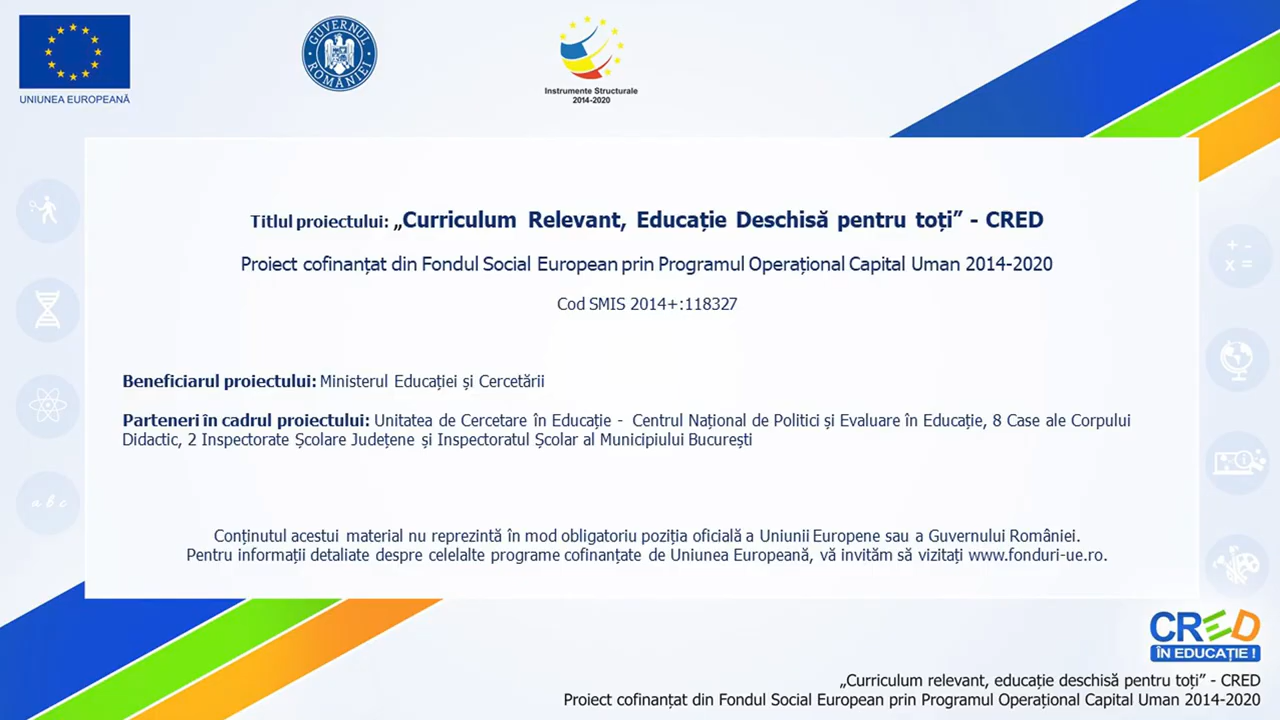 UNIUNEA EUROPEANĂ
GUVERNUL ROMÂNIEI
Instrumente Structurale
2014-2020
Titlul proiectului: „Curriculum Relevant, Educație Deschisă pentru toți” - CRED
Proiect cofinanțat din Fondul Social European prin Programul Operațional Capital Uman 2014-2020
Cod SMIS 2014+:118327
Beneficiarul proiectului: Ministerul Educației și Cercetării
Parteneri în cadrul proiectului: Unitatea de Cercetare în Educație - Centrul Național de Politici și Evaluare în Educație, 8 Case ale Corpului
Didactic, 2 Inspectorate Școlare Județene și Inspectoratul Școlar al Municipiului București
a b c
Conținutul acestui material nu reprezintă în mod obligatoriu poziția oficială a Uniunii Europene sau a Guvernului României.
Pentru informații detaliate despre celelalte programe cofinanțate de Uniunea Europeană, vă invităm să vizitați www.fonduri-ue.ro.
CRED
ÎN EDUCAȚIE !
„Curriculum relevant, educație deschisă pentru toți” - CRED
Proiect cofinanțat din Fondul Social European prin Programul Operațional Capital Uman 2014-2020